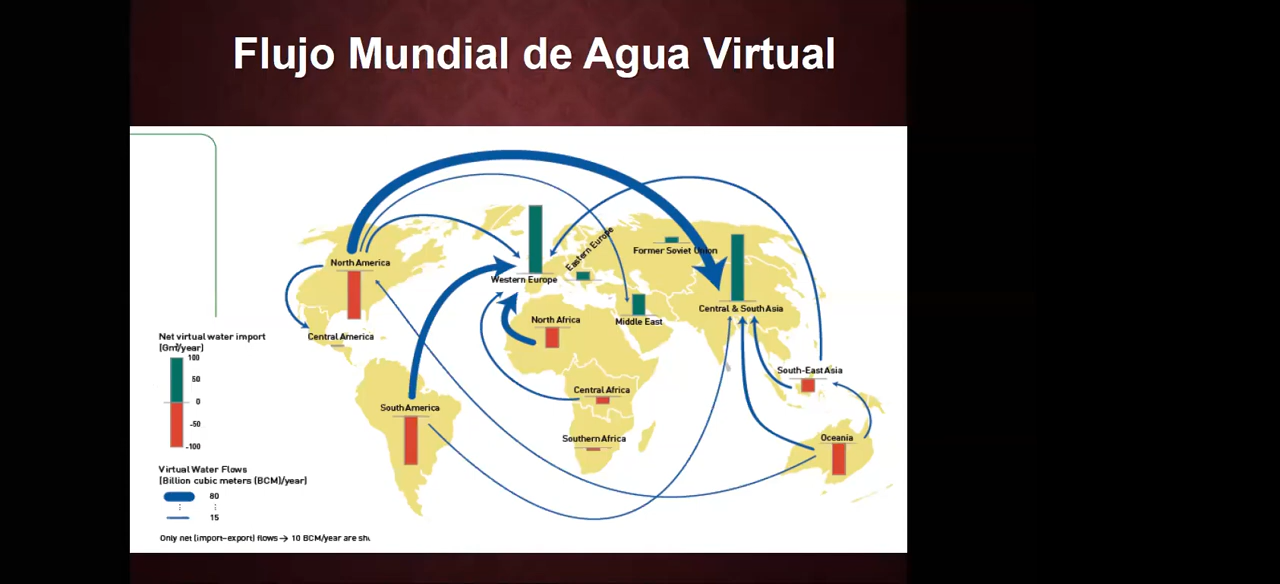 Flujo Mundial de Agua Virtual
North America
Central America
South America
Western Europe
Eastern Europe
Former Soviet Union
Middle East
Central & South Asia
North Africa
Central Africa
Southern Africa
South-East Asia
Oceania
Net virtual water import
100
50
0
-50
-100
Virtual Water Flows
[Billion cubic meters (BCM)/year]
80
15
Only net (import-export) flows → 10 BCM/year are